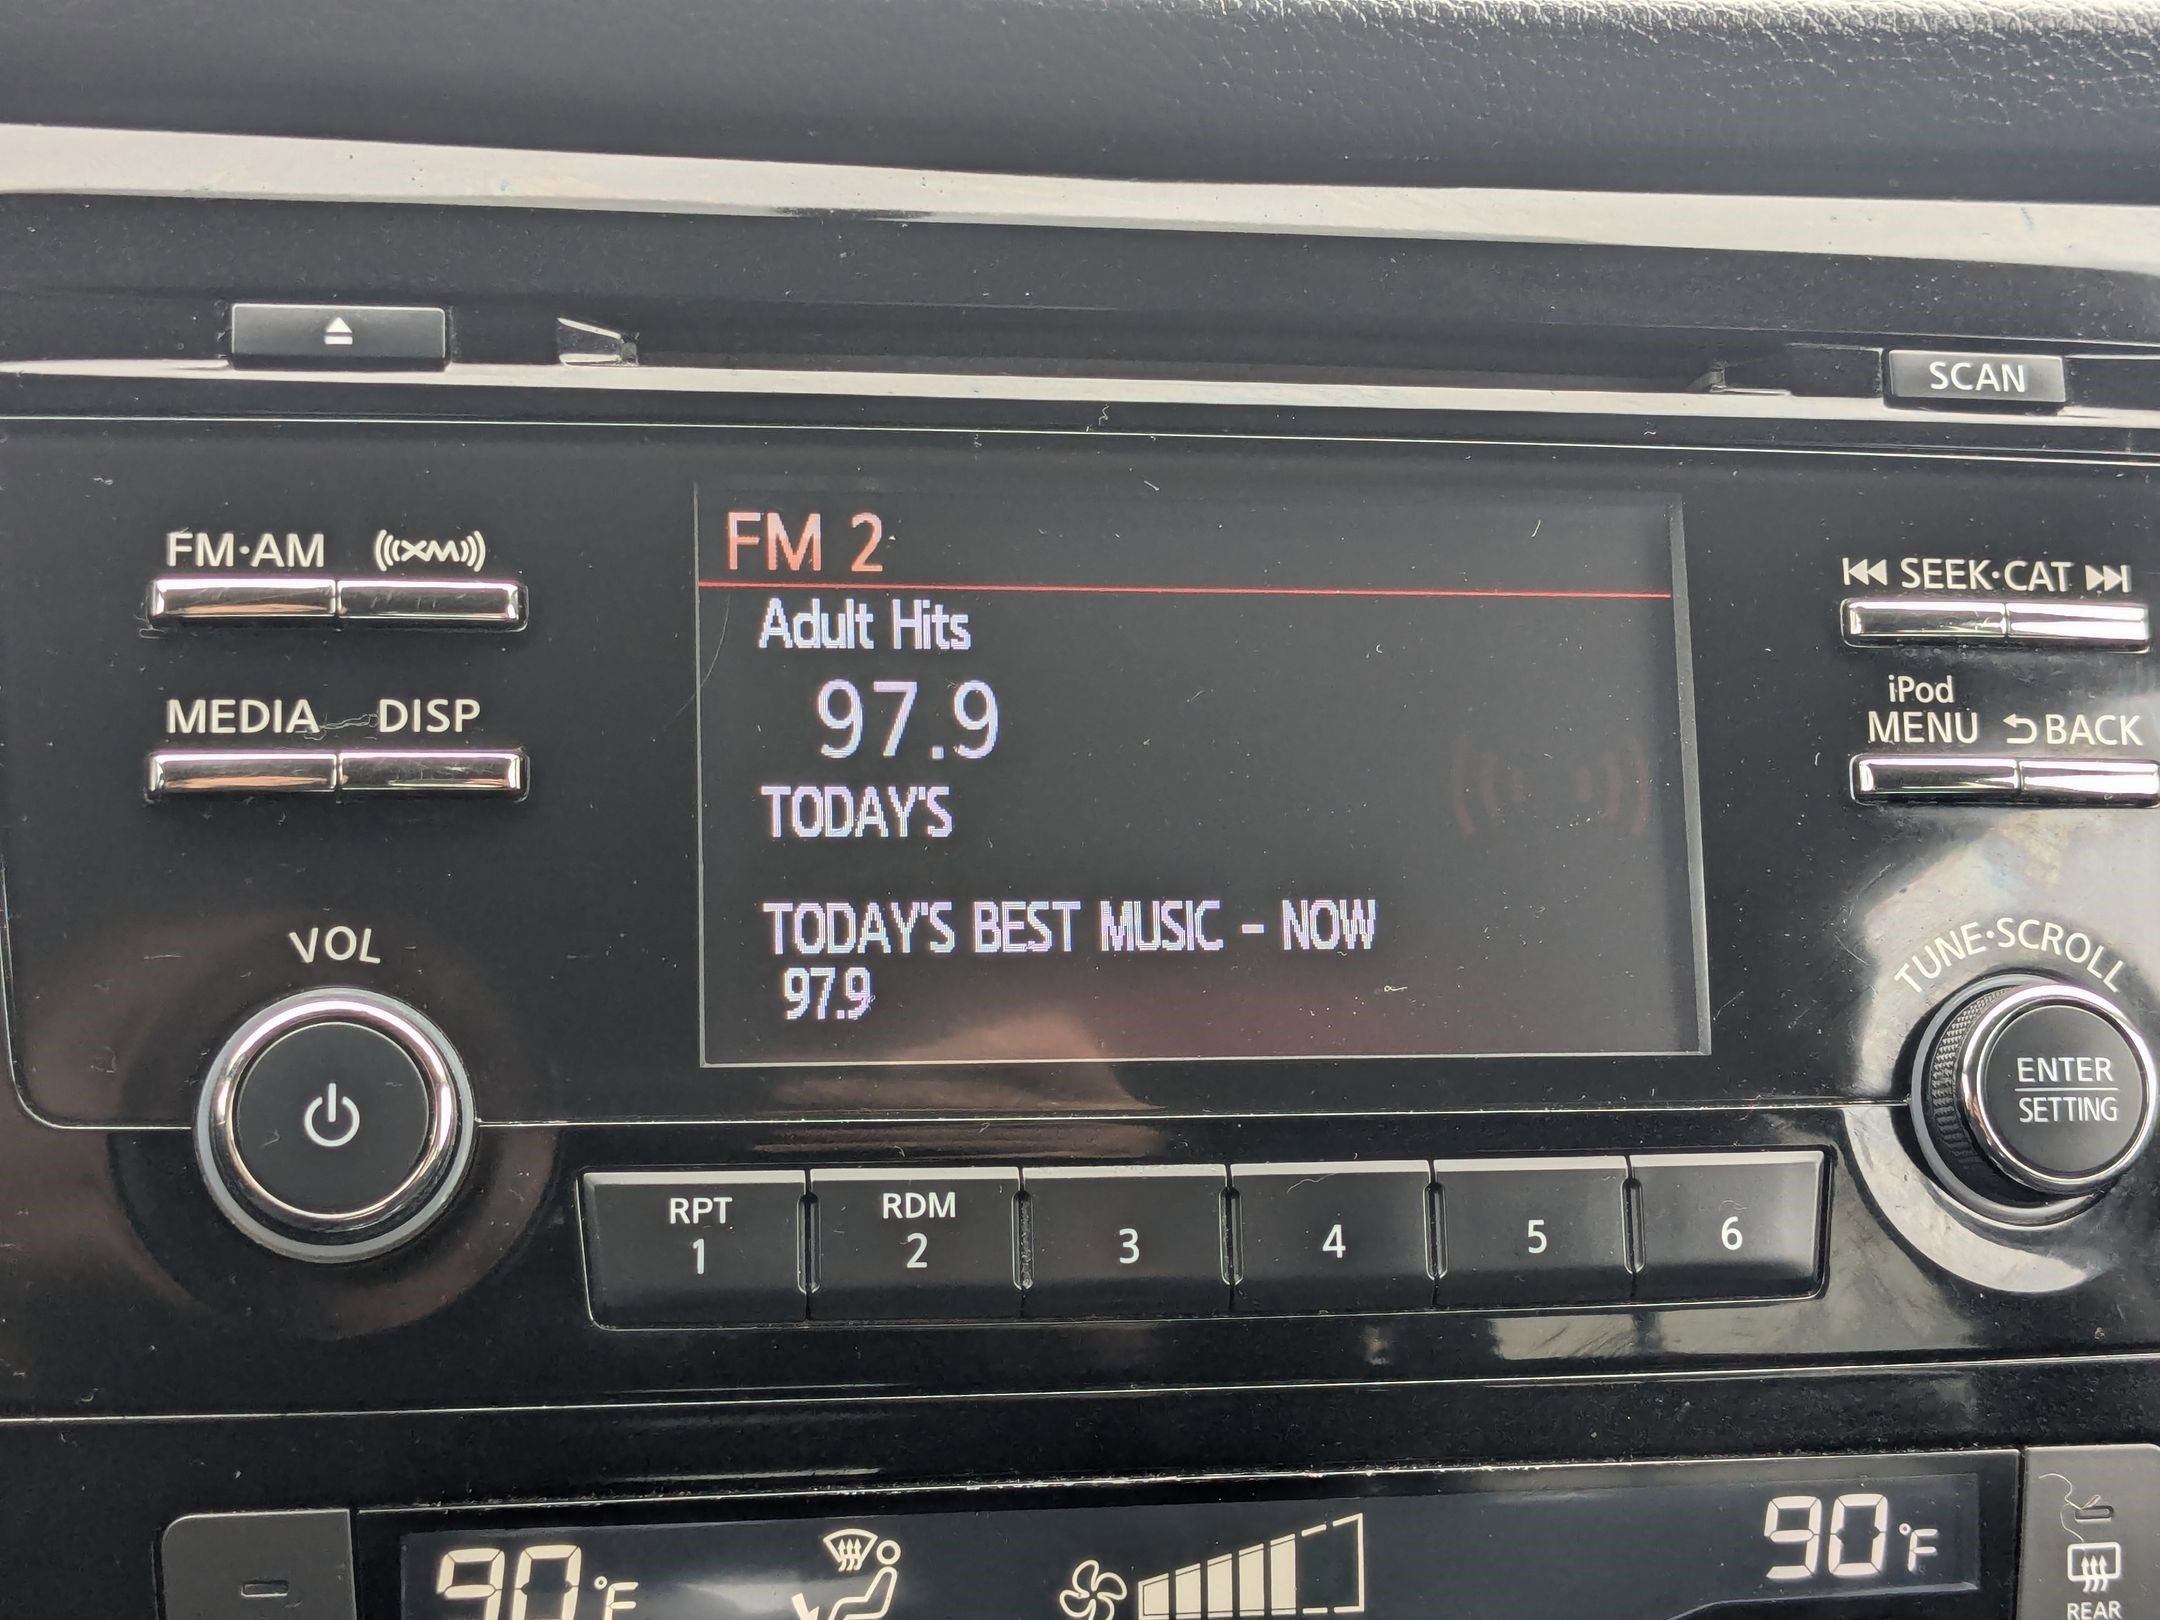 SCAN
FM·AM
XM
FM 2
Adult Hits
97.9
TODAY'S
TODAY'S BEST MUSIC - NOW
97.9
SEEK·CAT
MEDIA DISP
iPod
MENU BACK
VOL
TUNE·SCROLL
ENTER
SETTING
RPT
1
RDM
2
3
4
5
6
90°F
90°F
REAR